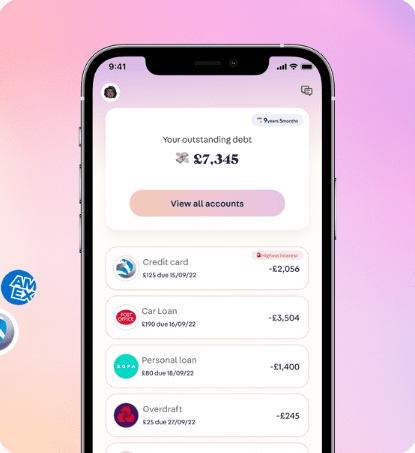 9:41
9years 5months
Your outstanding debt
£7,345
View all accounts
Highest interest
Credit card
£125 due 15/09/22
-£2,056
Car Loan
£190 due 16/09/22
-£3,504
POST
OFFICE
Personal loan
£80 due 18/09/22
-£1,400
ZOPA
Overdraft
£25 due 27/09/22
-£245
AM
EX